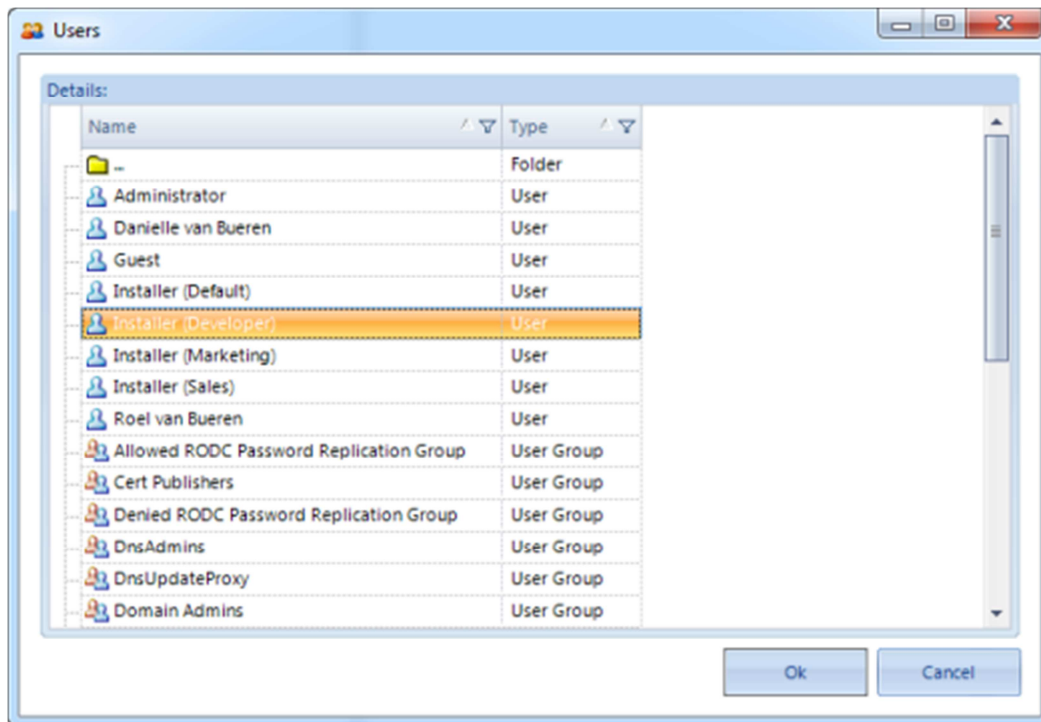 Users
Details:
Name Type
.. Folder
Administrator User
Danielle van Bueren User
Guest User
Installer (Default) User
Installer (Developer) User
Installer (Marketing) User
Installer (Sales) User
Roel van Bueren User
Allowed RODC Password Replication Group User Group
Cert Publishers User Group
Denied RODC Password Replication Group User Group
DnsAdmins User Group
DnsUpdateProxy User Group
Domain Admins User Group
Ok Cancel